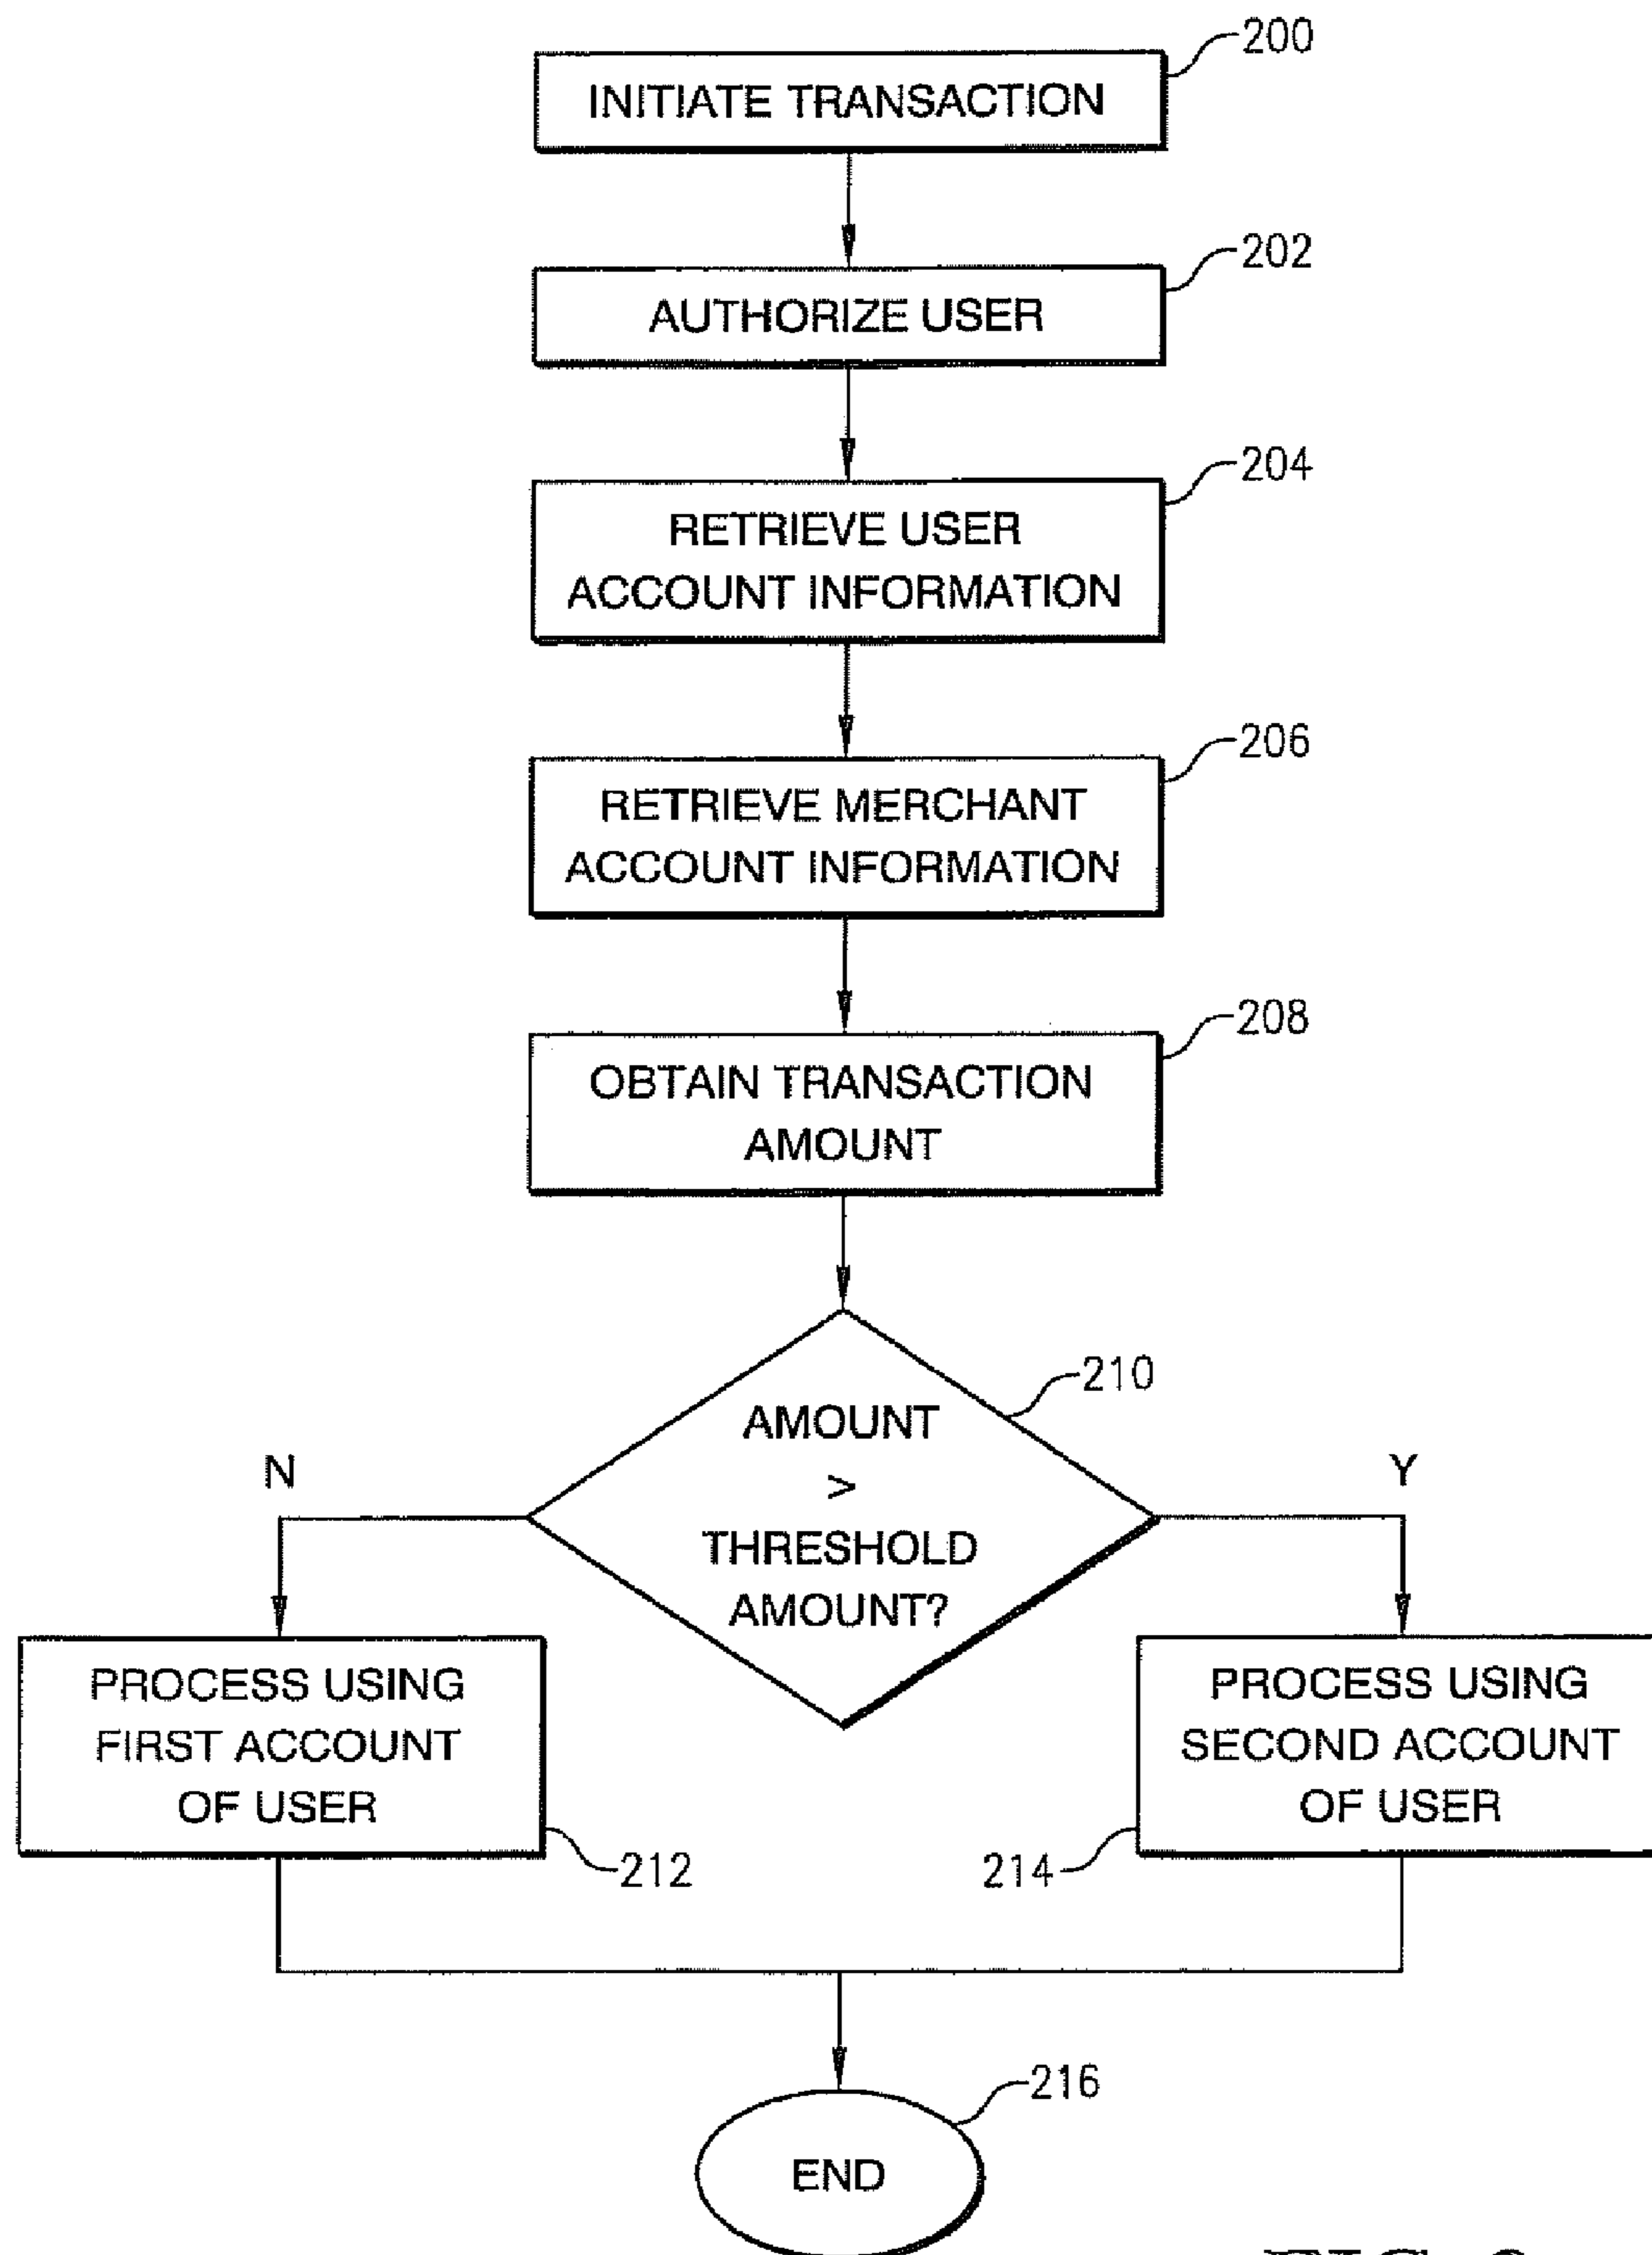 200
INITIATE TRANSACTION
202
AUTHORIZE USER
204
RETRIEVE USER
ACCOUNT INFORMATION
206
RETRIEVE MERCHANT
ACCOUNT INFORMATION
208
OBTAIN TRANSACTION
AMOUNT
210
AMOUNT
>
THRESHOLD
AMOUNT?
N
Y
PROCESS USING
FIRST ACCOUNT
OF USER
212
PROCESS USING
SECOND ACCOUNT
OF USER
214
216
END